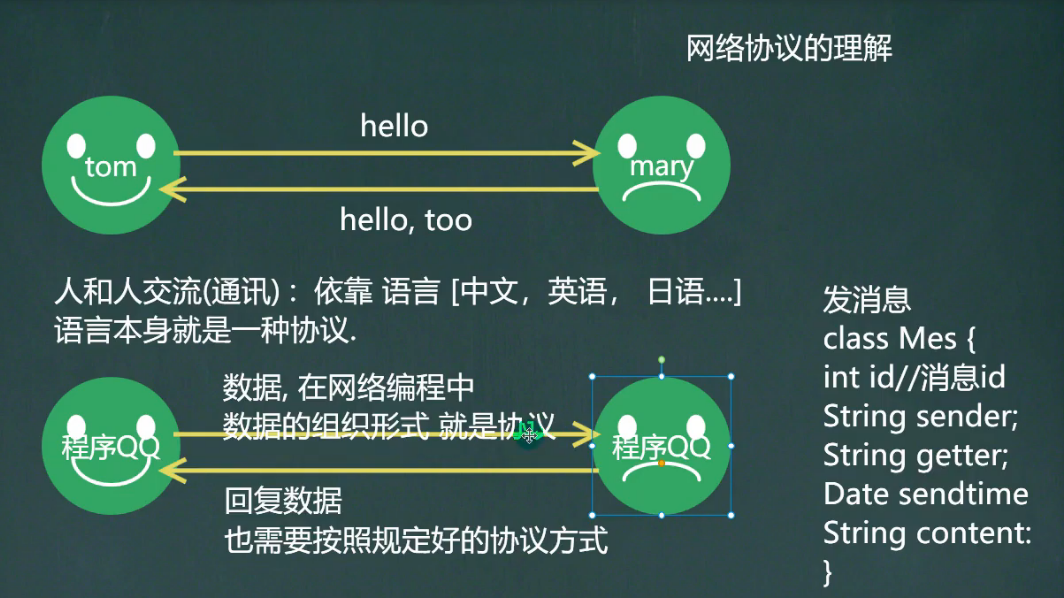 网络协议的理解
hello
tom
mary
hello, too
人和人交流(通讓) :  依靠 语言 [中文，英语， 日语....]
语言本身就是一种协议.
数据, 在网络编程中
数据的组织形式 就是协议
程序QQ
程序QQ
回复数据
也需要按照规定好的协议方式
发消息
class Mes {
int id//消息id
String sender;
String getter;
Date sendtime
String content:
}